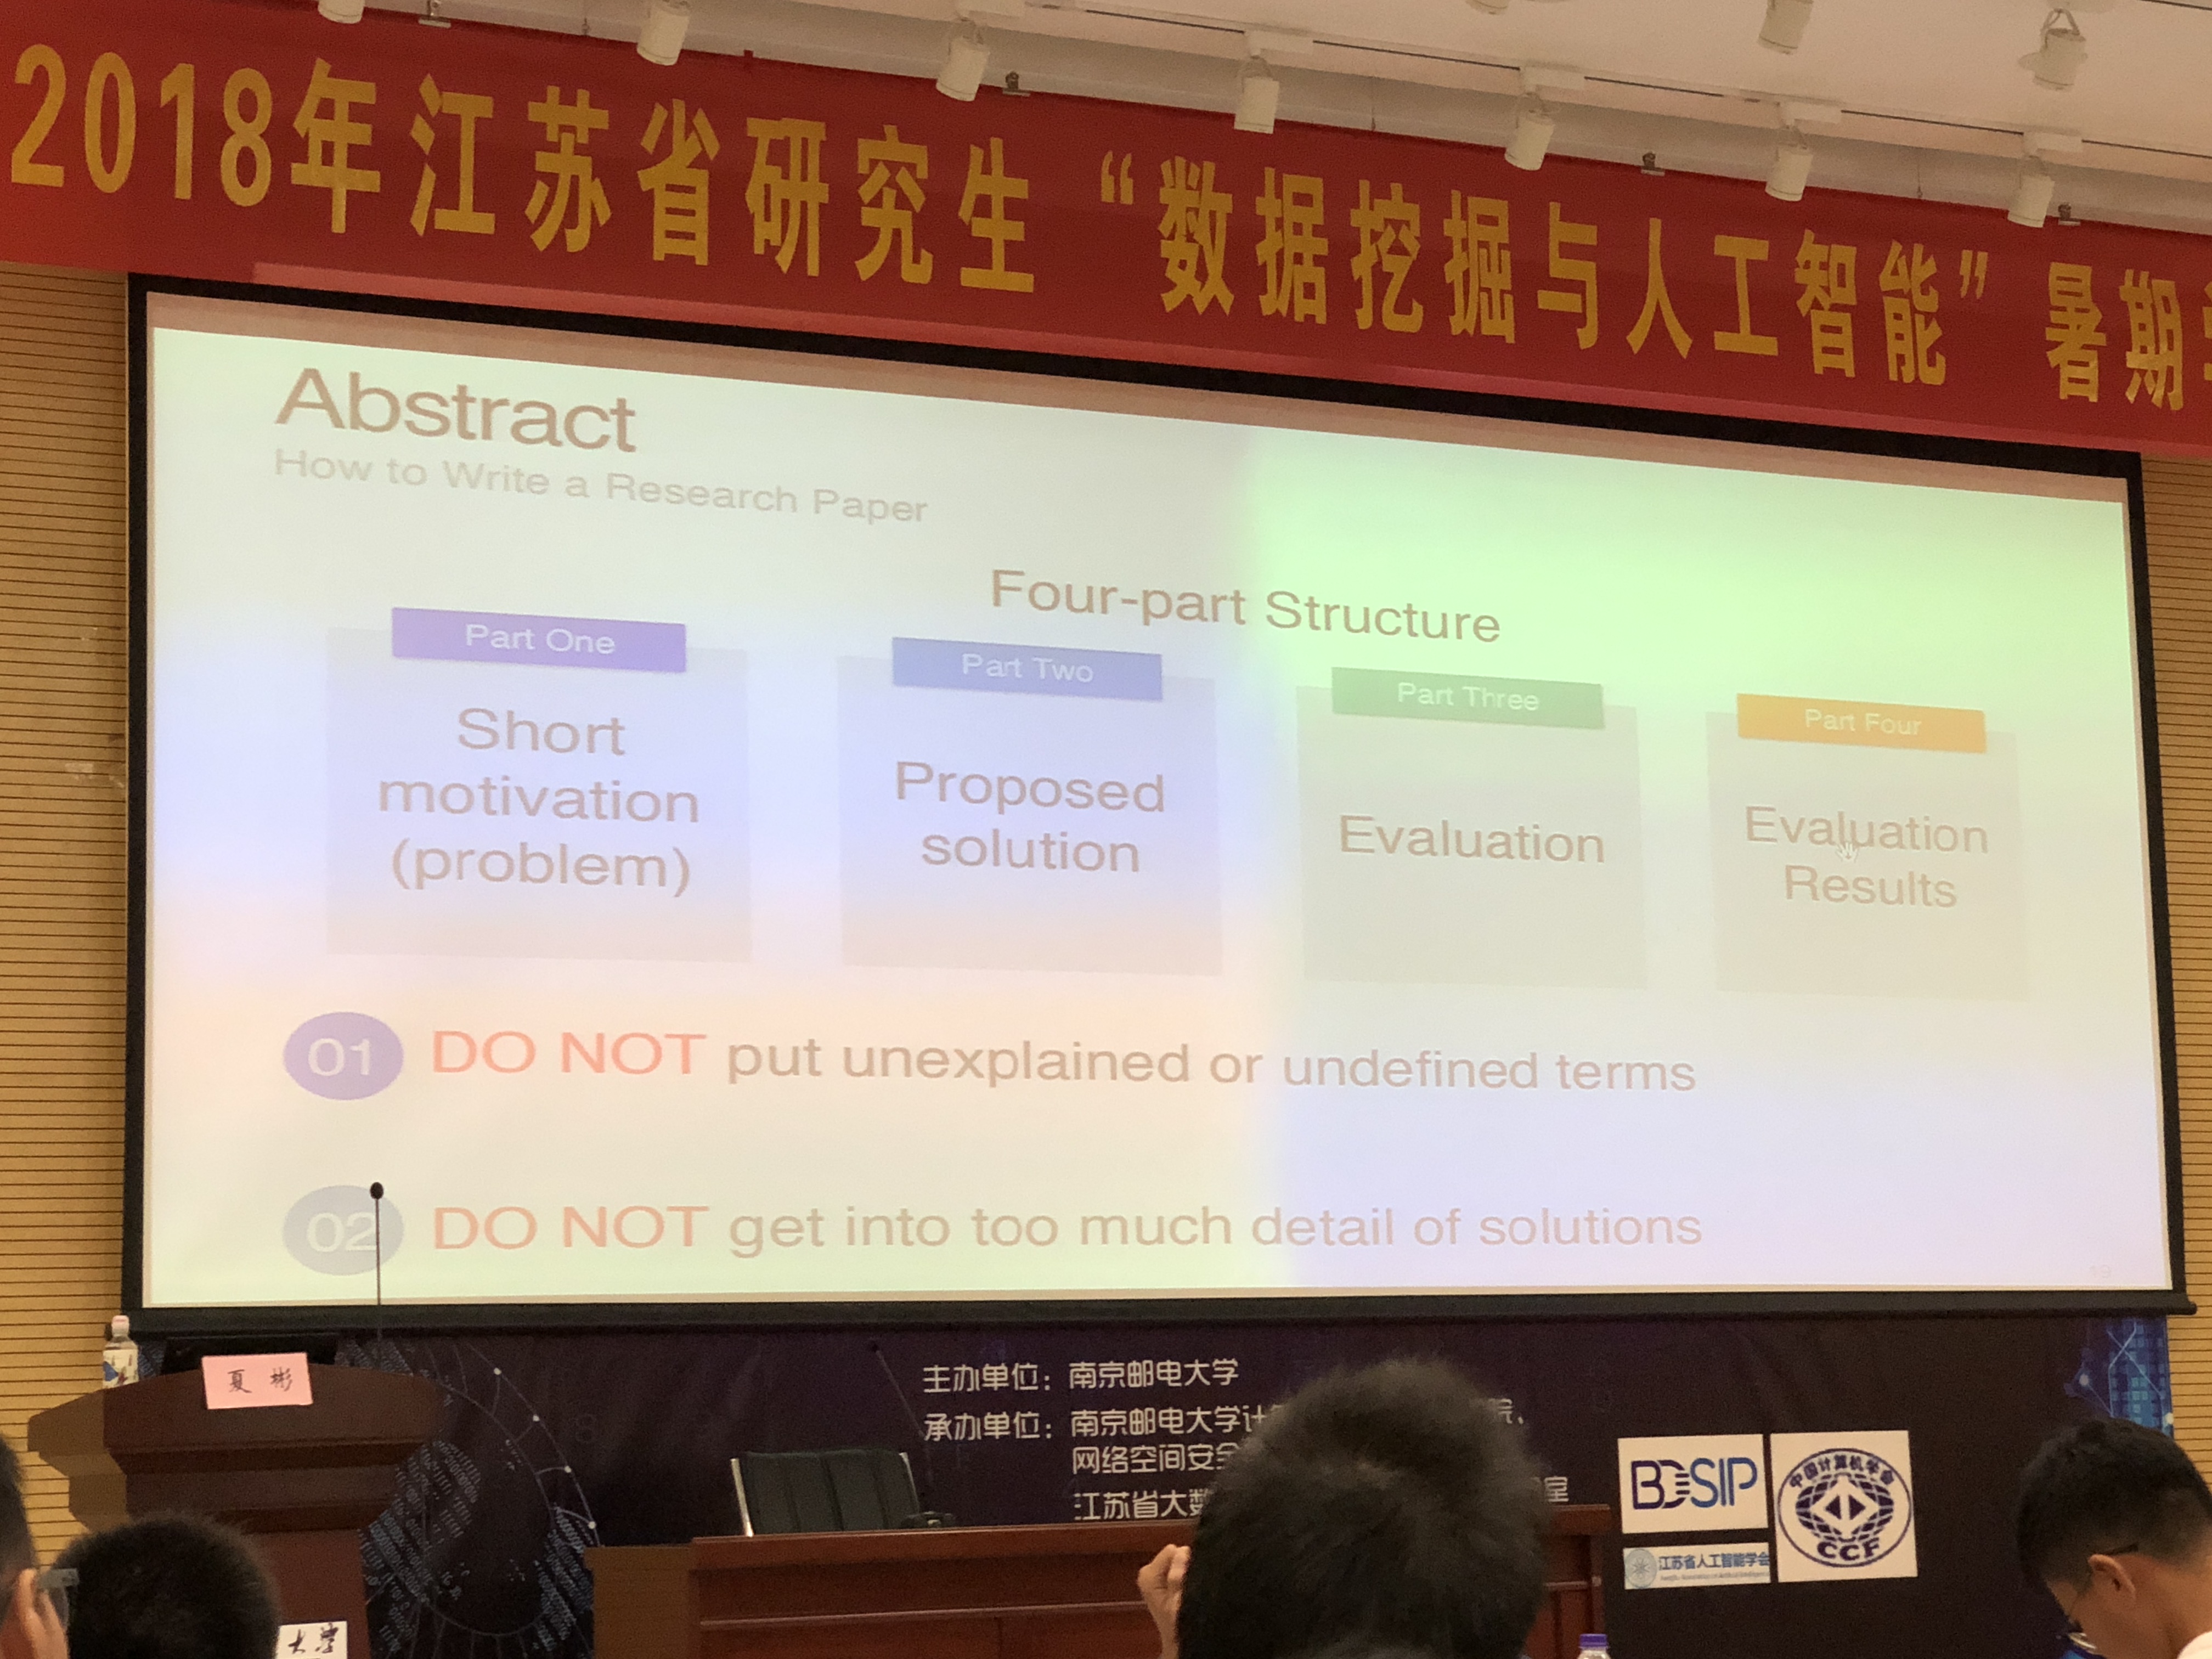 2018年江苏省研究生“数据挖掘与人工智能”暑期
Abstract
How to Write a Research Paper
Four-part Structure
Part One
Short
motivation
(problem)
Part Two
Proposed
solution
Part Three
Evaluation
Part Four
Evaluation
Results
01 DO NOT put unexplained or undefined terms
02 DO NOT get into too much detail of solutions
19
夏 彬
主办单位：南京邮电大学
承办单位：南京邮电大学计 院、
网络空间安全
江苏省大数 室
BDSIP
中国计算机学会
CCF
江苏省人工智能学会
大学